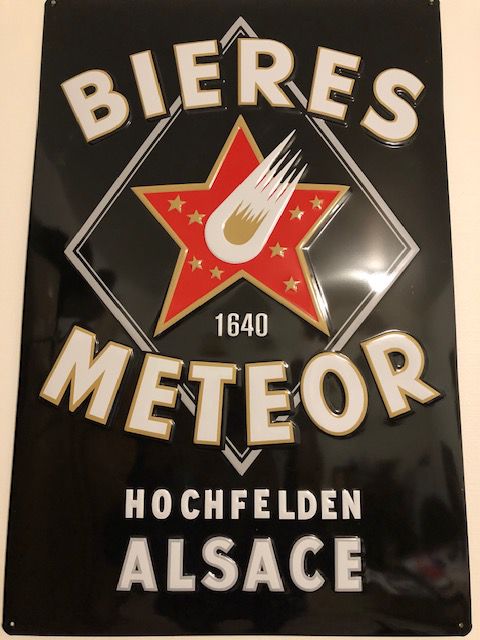 BIERES
1640
METEOR
HOCHFELDEN
ALSACE